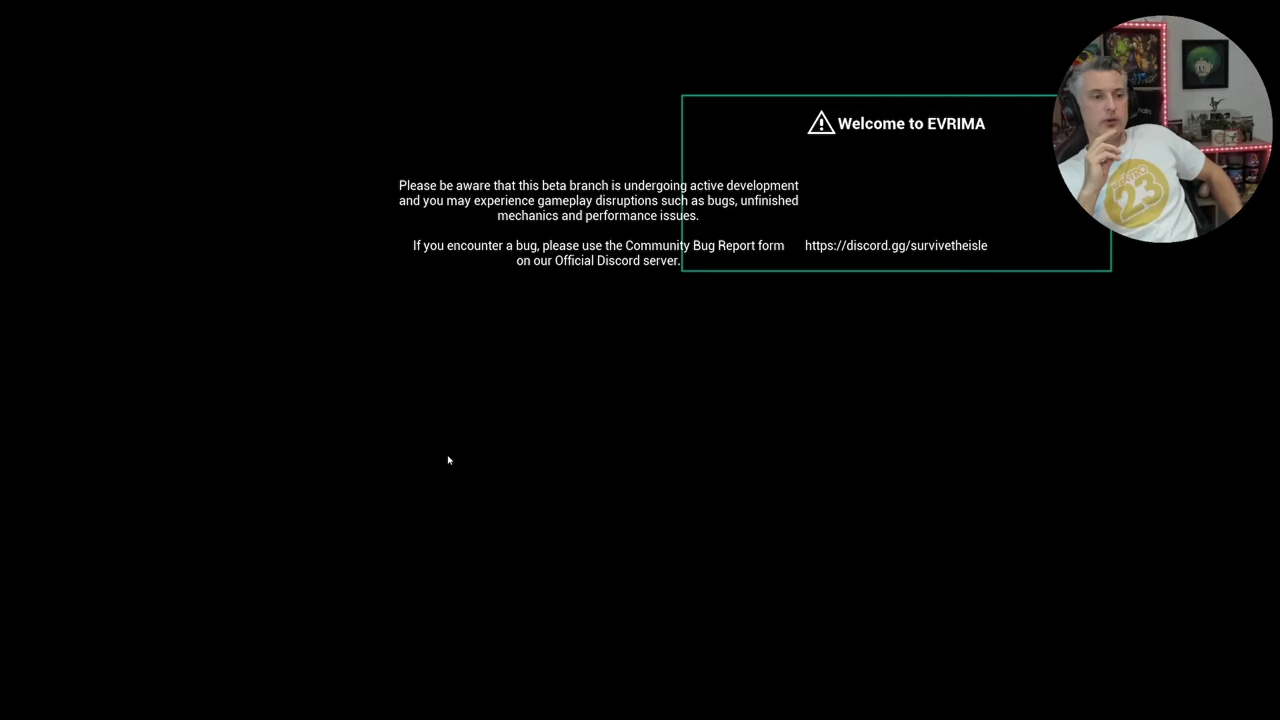 Welcome to EVRIMA
Please be aware that this beta branch is undergoing active development
and you may experience gameplay disruptions such as bugs, unfinished
mechanics and performance issues.
If you encounter a bug, please use the Community Bug Report form
on our Official Discord server.
https://discord.gg/survivetheisle
23